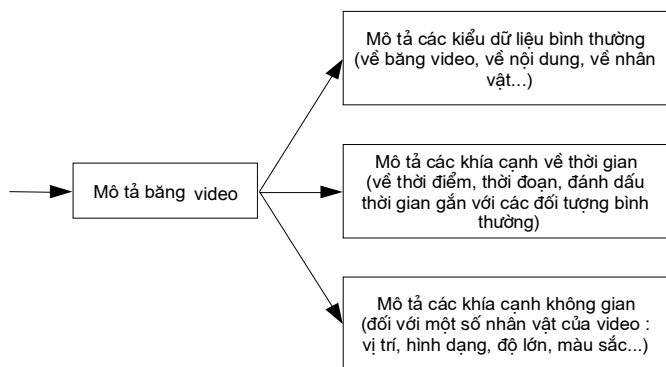 Mô tả băng video
Mô tả các kiểu dữ liệu bình thường
(về băng video, về nội dung, về nhân
vật...)
Mô tả các khía cạnh về thời gian
(về thời điểm, thời đoạn, đánh dấu
thời gian gắn với các đối tượng bình
thường)
Mô tả các khía cạnh không gian
(đối với một số nhân vật của video :
vị trí, hình dạng, độ lớn, màu sắc...)